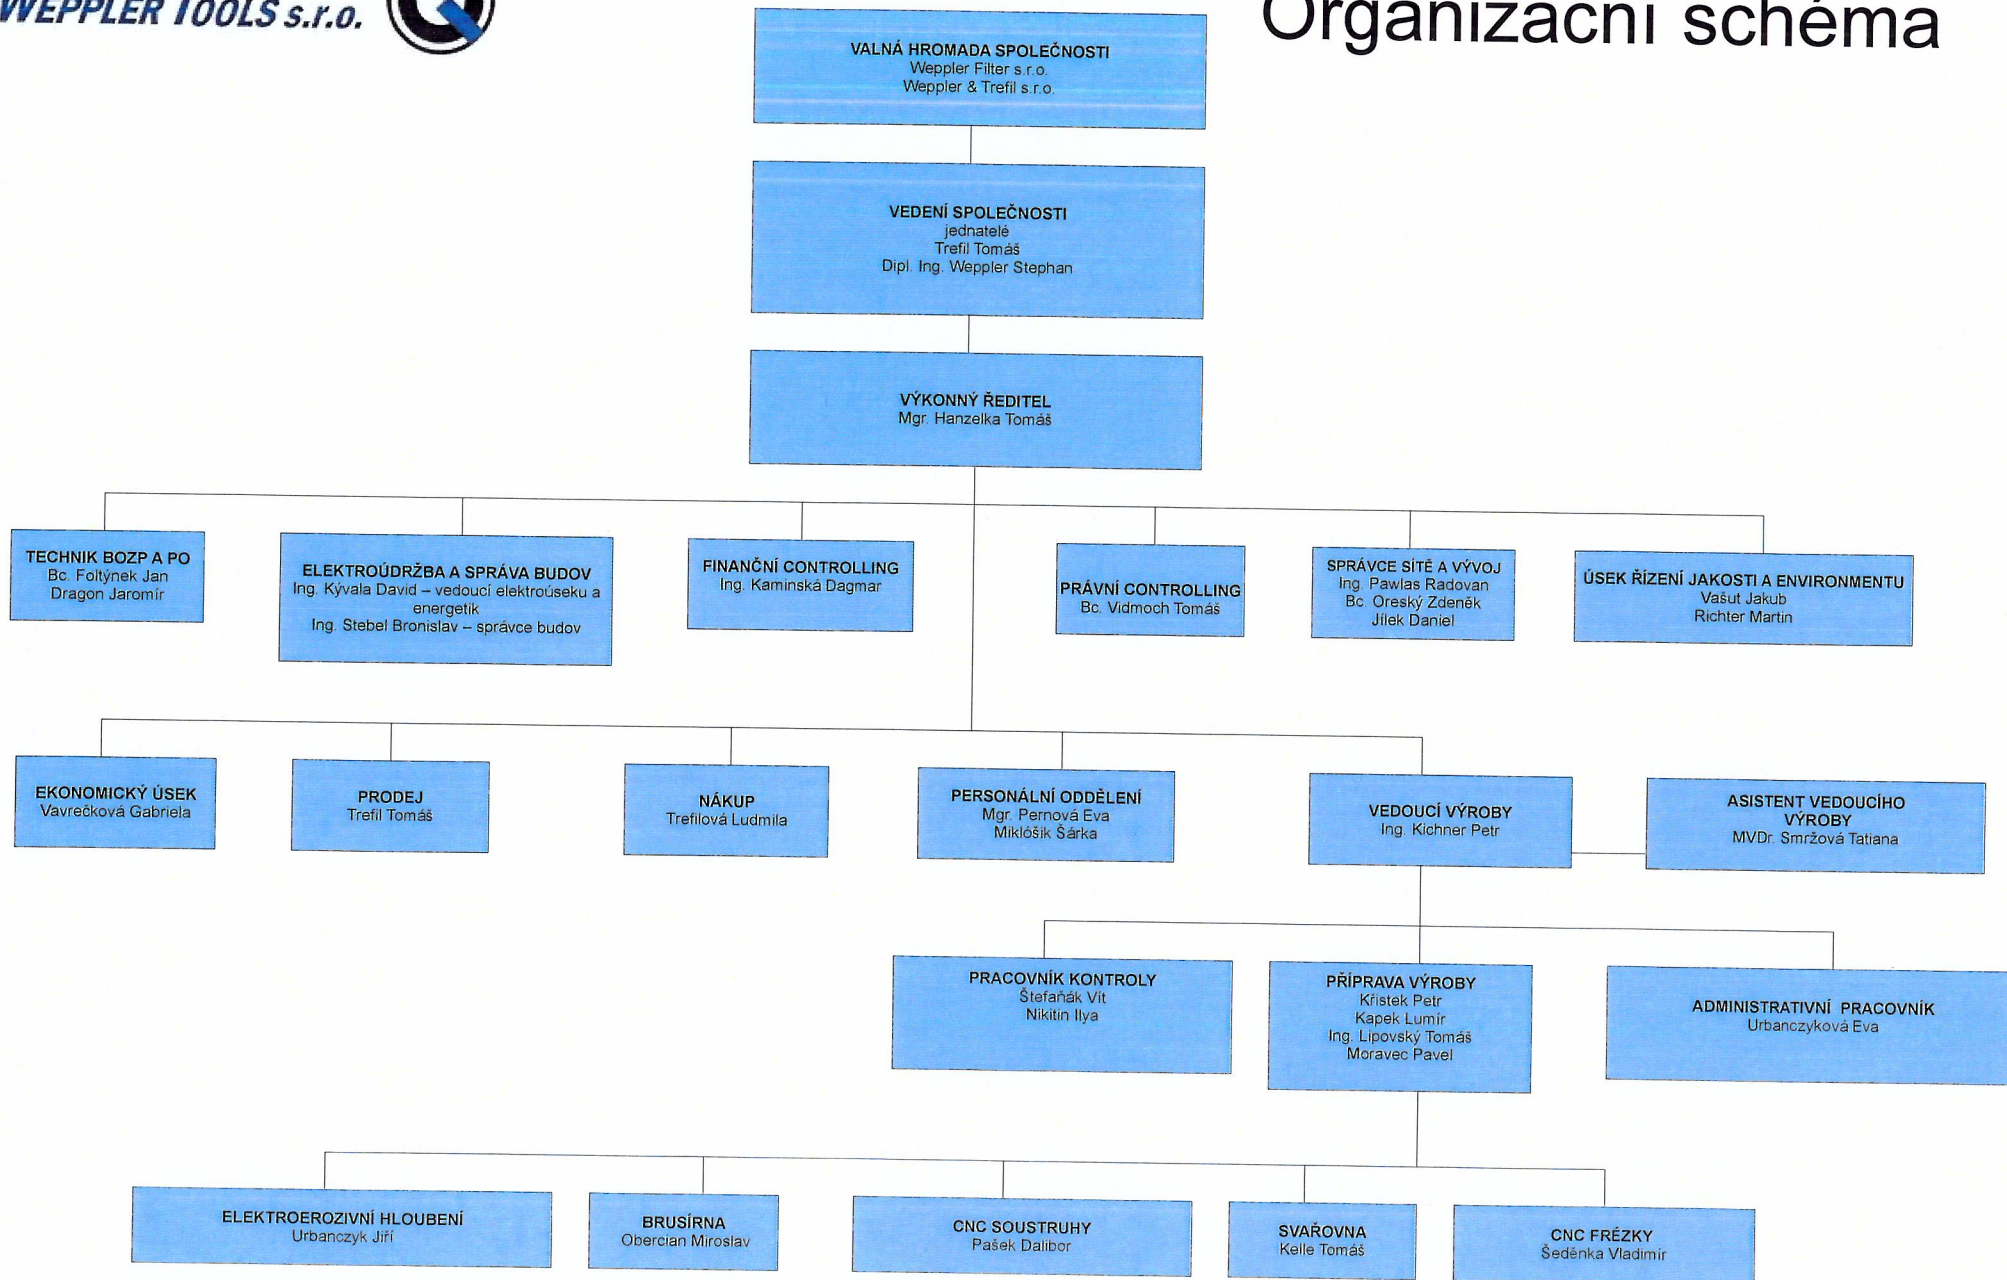 WEPPLER TOOLS s.r.o.
Organizační schéma
VALNÁ HROMADA SPOLEČNOSTI
Weppler Filter s.r.o.
Weppler & Trefil s.r.o.
VEDENÍ SPOLEČNOSTI
jednatelé
Trefil Tomáš
Dipl. Ing. Weppler Stephan
VÝKONNÝ ŘEDITEL
Mgr. Hanzelka Tomáš
TECHNIK BOZP A PO
Bc. Foltýnek Jan
Dragon Jaromír
ELEKTROÚDRŽBA A SPRÁVA BUDOV
Ing. Kývala David – vedoucí elektroúseku a
energetik
Ing. Stebel Bronislav – správce budov
FINANČNÍ CONTROLLING
Ing. Kaminská Dagmar
PRÁVNÍ CONTROLLING
Bc. Vidmoch Tomáš
SPRÁVCE SÍTĚ A VÝVOJ
Ing. Pawlas Radovan
Bc. Oreský Zdeněk
Jílek Daniel
ÚSEK ŘÍZENÍ JAKOSTI A ENVIRONMENTU
Vašut Jakub
Richter Martin
EKONOMICKÝ ÚSEK
Vavrečková Gabriela
PRODEJ
Trefil Tomáš
NÁKUP
Trefilová Ludmila
PERSONÁLNÍ ODDĚLENÍ
Mgr. Pernová Eva
Miklóšik Šárka
VEDOUCÍ VÝROBY
Ing. Kichner Petr
ASISTENT VEDOUCÍHO
VÝROBY
MVDr. Smržová Tatiana
PRACOVNÍK KONTROLY
Štefaňák Vít
Nikitin Ilya
PŘÍPRAVA VÝROBY
Křistek Petr
Kapek Lumír
Ing. Lipovský Tomáš
Moravec Pavel
ADMINISTRATIVNÍ PRACOVNÍK
Urbanczyková Eva
ELEKTROEROZIVNÍ HLOUBENÍ
Urbanczyk Jiří
BRUSÍRNA
Obercian Miroslav
CNC SOUSTRUHY
Pašek Dalibor
SVAŘOVNA
Kelle Tomáš
CNC FRÉZKY
Šeděnka Vladimír